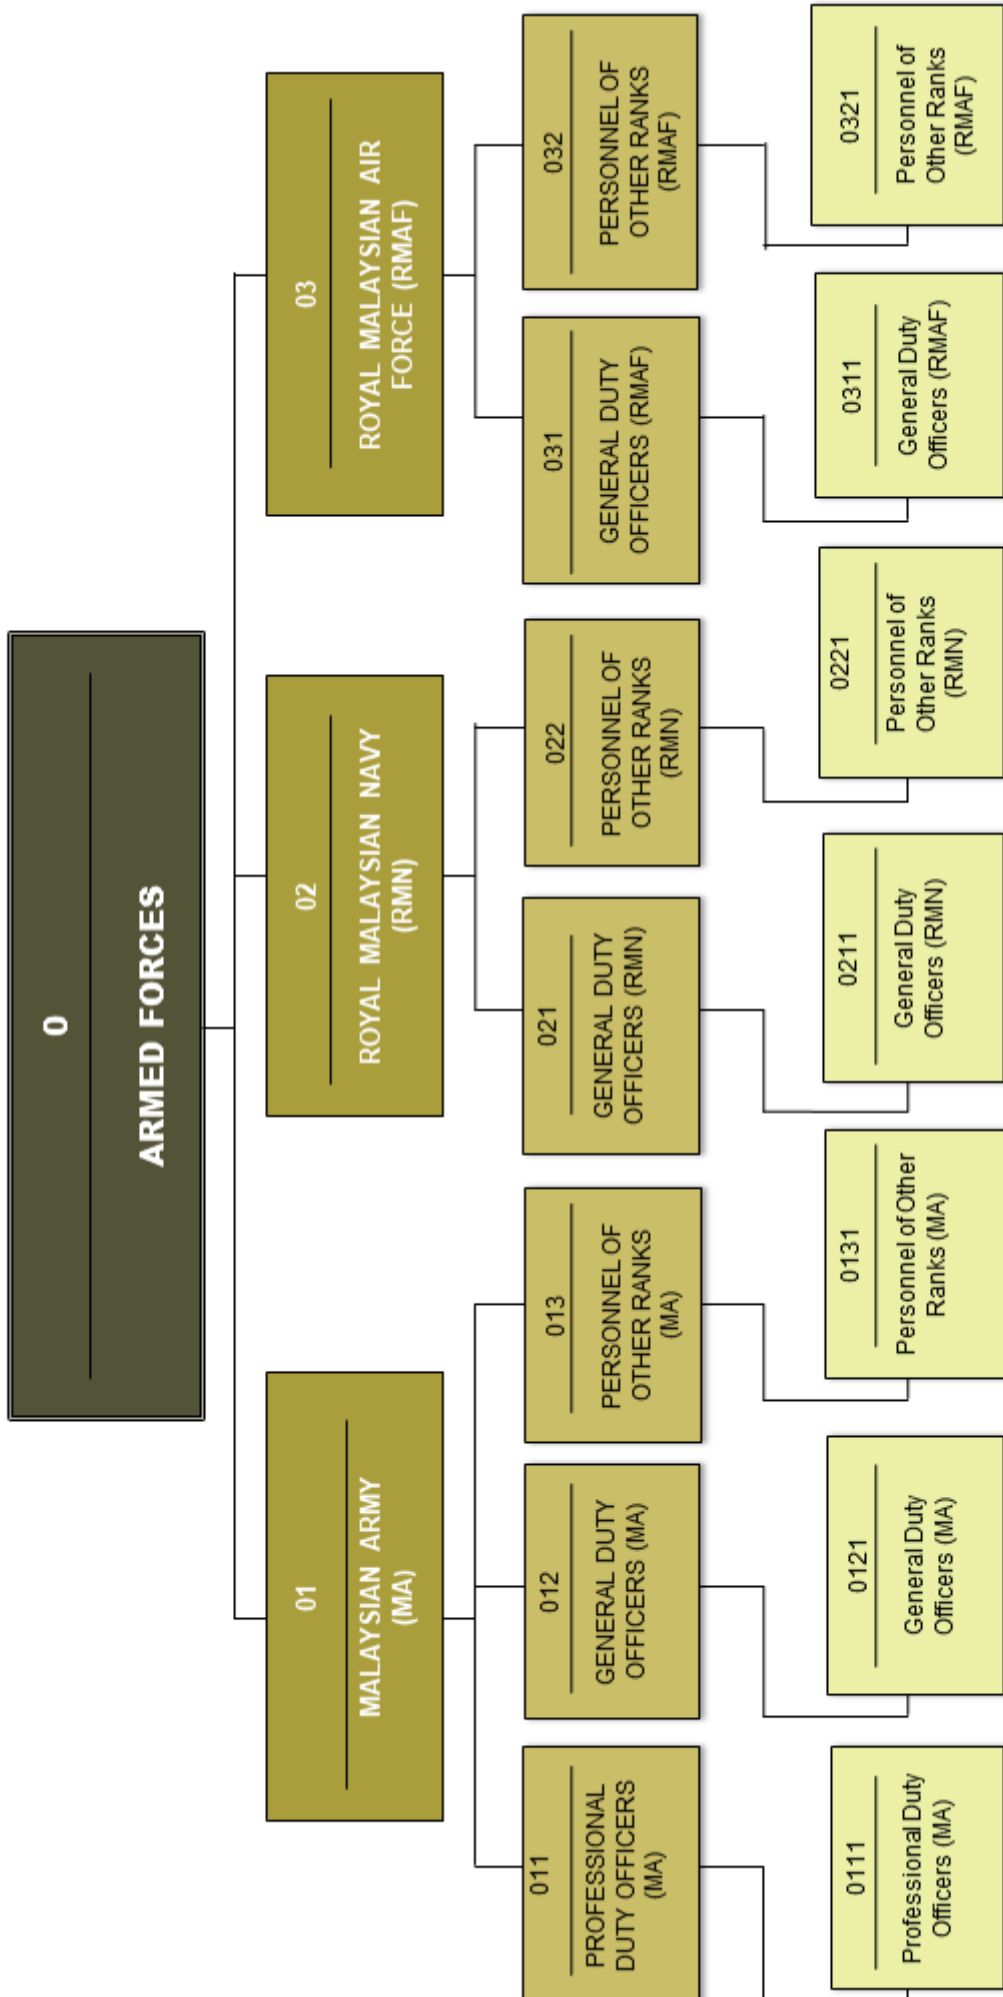 0
ARMED FORCES
01
MALAYSIAN ARMY
(MA)
02
ROYAL MALAYSIAN NAVY
(RMN)
03
ROYAL MALAYSIAN AIR
FORCE (RMAF)
011
PROFESSIONAL
DUTY OFFICERS
(MA)
012
GENERAL DUTY
OFFICERS (MA)
013
PERSONNEL OF
OTHER RANKS
(MA)
021
GENERAL DUTY
OFFICERS (RMN)
022
PERSONNEL OF
OTHER RANKS
(RMN)
031
GENERAL DUTY
OFFICERS (RMAF)
032
PERSONNEL OF
OTHER RANKS
(RMAF)
0111
Professional Duty
Officers (MA)
0121
General Duty
Officers (MA)
0131
Personnel of Other
Ranks (MA)
0211
General Duty
Officers (RMN)
0221
Personnel of
Other Ranks
(RMN)
0311
General Duty
Officers (RMAF)
0321
Personnel of
Other Ranks
(RMAF)